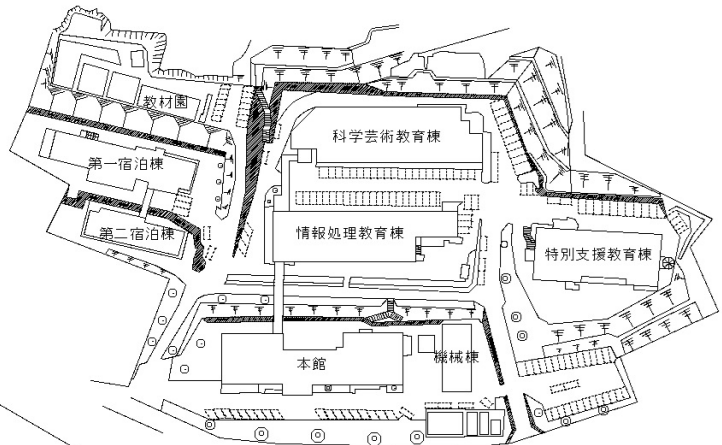 教材園
科学芸術教育棟
第一宿泊棟
第二宿泊棟
情報処理教育棟
特別支援教育棟
本館
機械棟